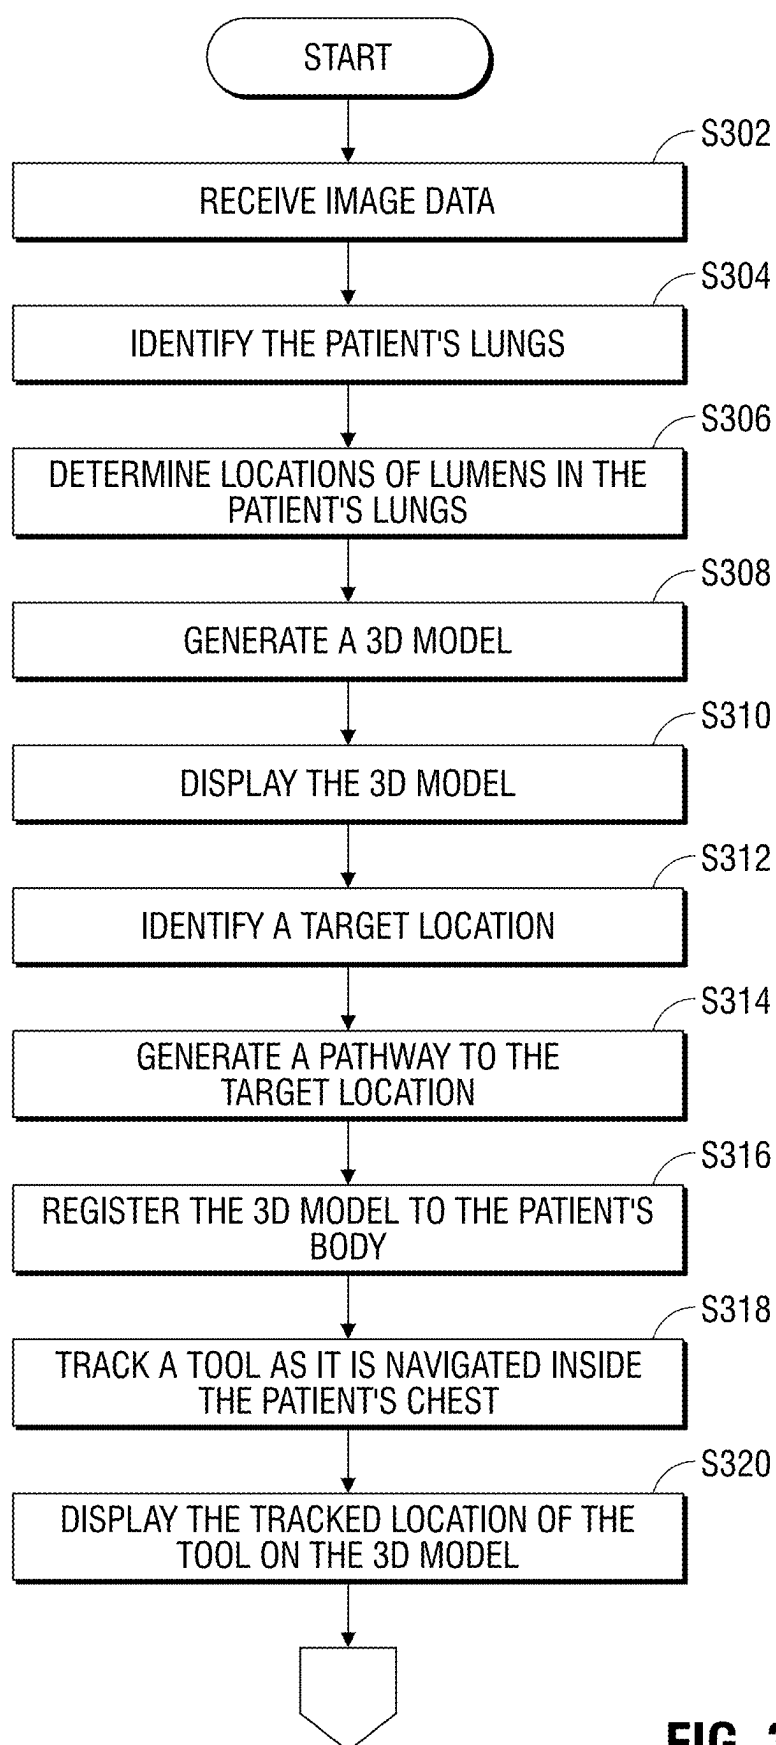 START
S302
RECEIVE IMAGE DATA
S304
IDENTIFY THE PATIENT'S LUNGS
S306
DETERMINE LOCATIONS OF LUMENS IN THE
PATIENT'S LUNGS
S308
GENERATE A 3D MODEL
S310
DISPLAY THE 3D MODEL
S312
IDENTIFY A TARGET LOCATION
S314
GENERATE A PATHWAY TO THE
TARGET LOCATION
S316
REGISTER THE 3D MODEL TO THE PATIENT'S
BODY
S318
TRACK A TOOL AS IT IS NAVIGATED INSIDE
THE PATIENT'S CHEST
S320
DISPLAY THE TRACKED LOCATION OF THE
TOOL ON THE 3D MODEL
FIG.